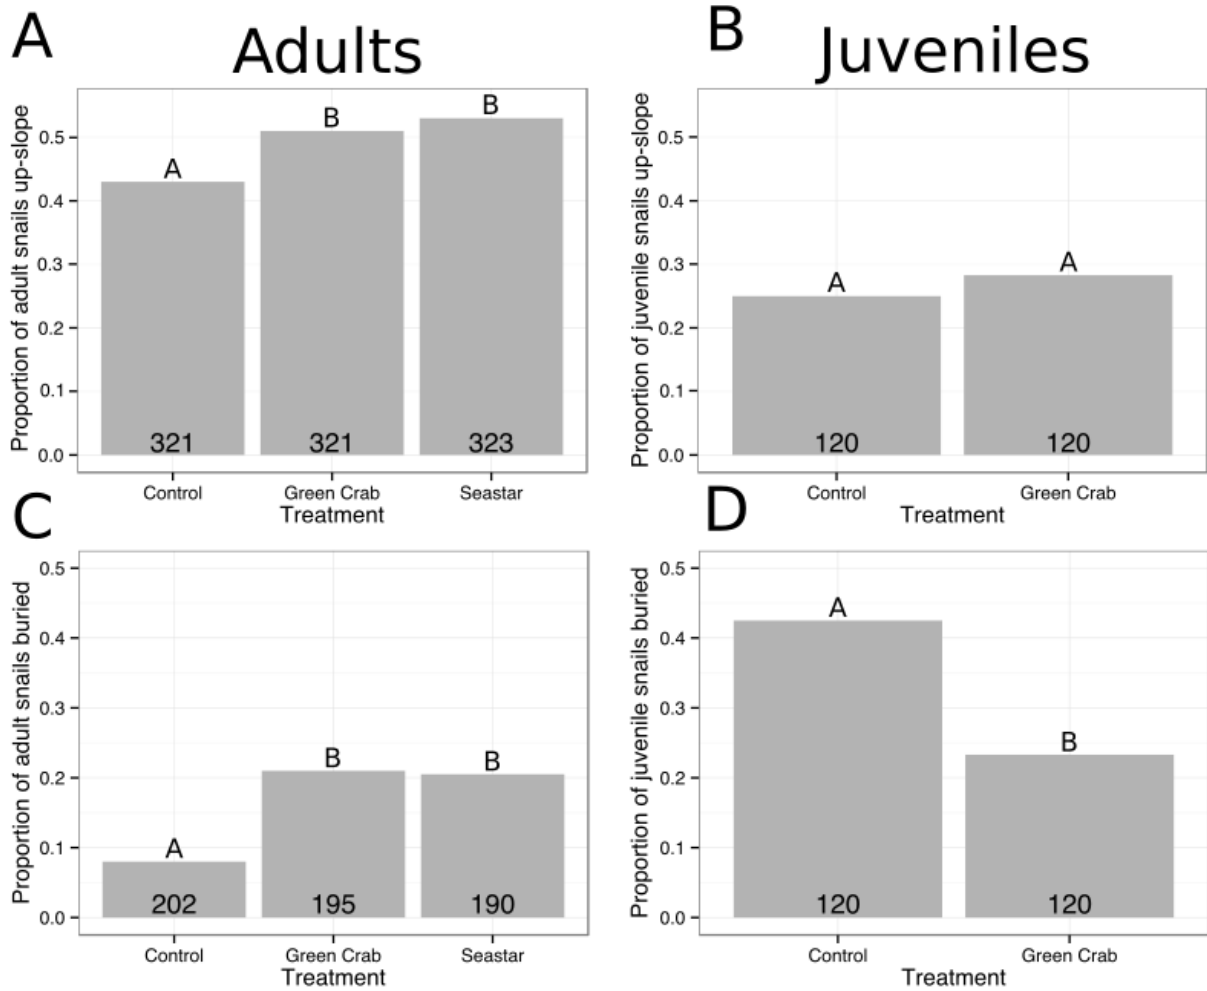 A
Adults
Proportion of adult snails up-slope
0.5
0.4
0.3
0.2
0.1
0.0
A
B
B
321
321
323
Control
Green Crab
Seastar
Treatment
B
Juveniles
Proportion of juvenile snails up-slope
0.5
0.4
0.3
0.2
0.1
0.0
A
A
120
120
Control
Green Crab
Treatment
C
Proportion of adult snails buried
0.5
0.4
0.3
0.2
0.1
0.0
A
B
B
202
195
190
Control
Green Crab
Seastar
Treatment
D
Proportion of juvenile snails buried
0.5
0.4
0.3
0.2
0.1
0.0
A
B
120
120
Control
Green Crab
Treatment